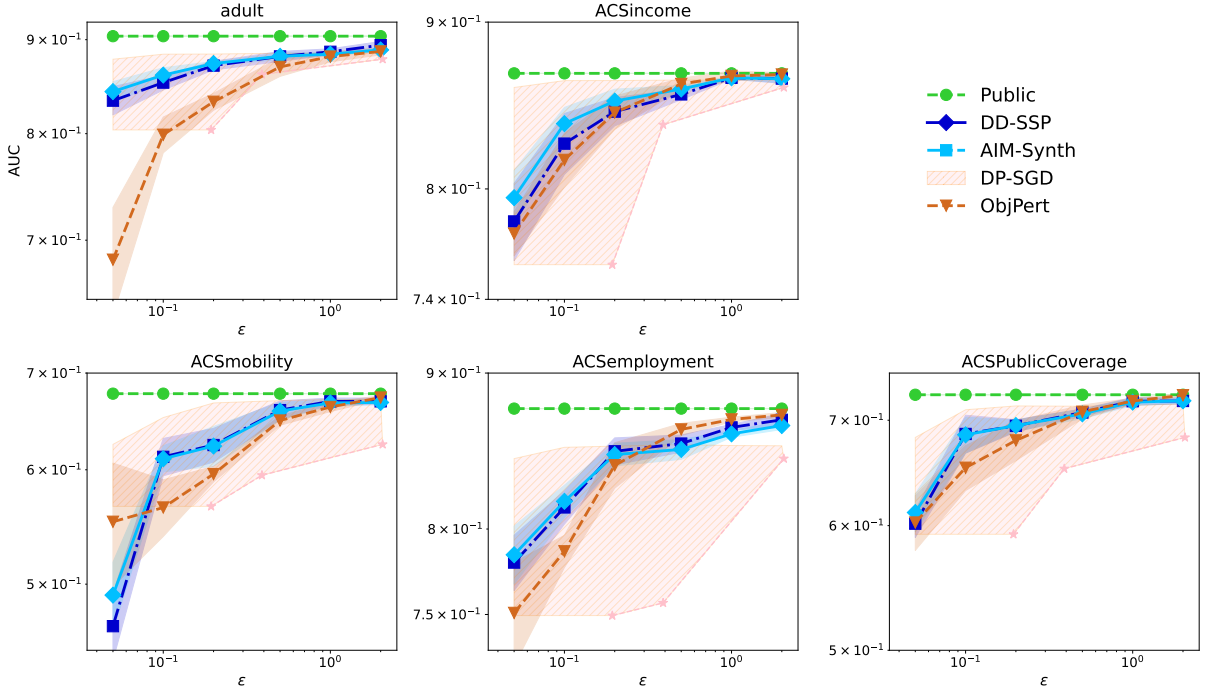 adult
AUC
9 × 10⁻¹
8 × 10⁻¹
7 × 10⁻¹
10⁻¹
10⁰
ε
ACSincome
9 × 10⁻¹
8 × 10⁻¹
7.4 × 10⁻¹
10⁻¹
10⁰
ε
Public
DD-SSP
AIM-Synth
DP-SGD
ObjPert
ACSmobility
7 × 10⁻¹
6 × 10⁻¹
5 × 10⁻¹
10⁻¹
10⁰
ε
ACSemployment
9 × 10⁻¹
8 × 10⁻¹
7.5 × 10⁻¹
10⁻¹
10⁰
ε
ACSPublicCoverage
7 × 10⁻¹
6 × 10⁻¹
5 × 10⁻¹
10⁻¹
10⁰
ε